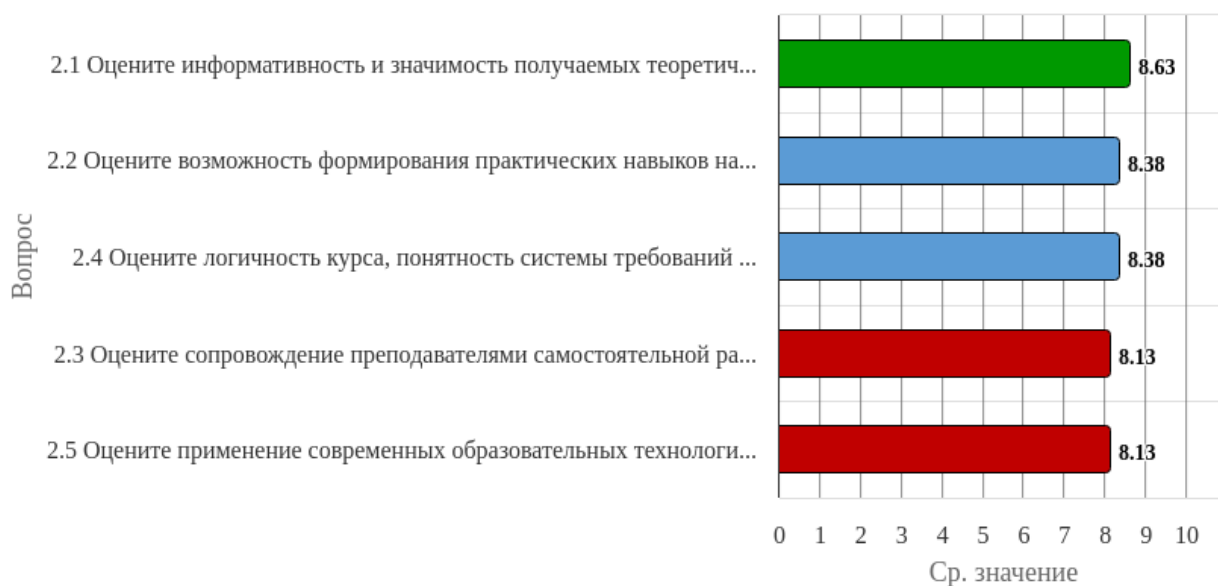 2.1 Оцените информативность и значимость получаемых теоретич...
8.63
2.2 Оцените возможность формирования практических навыков на...
8.38
2.4 Оцените логичность курса, понятность системы требований ...
8.38
2.3 Оцените сопровождение преподавателями самостоятельной ра...
8.13
2.5 Оцените применение современных образовательных технологи...
8.13
Вопрос
0 1 2 3 4 5 6 7 8 9 10
Ср. значение